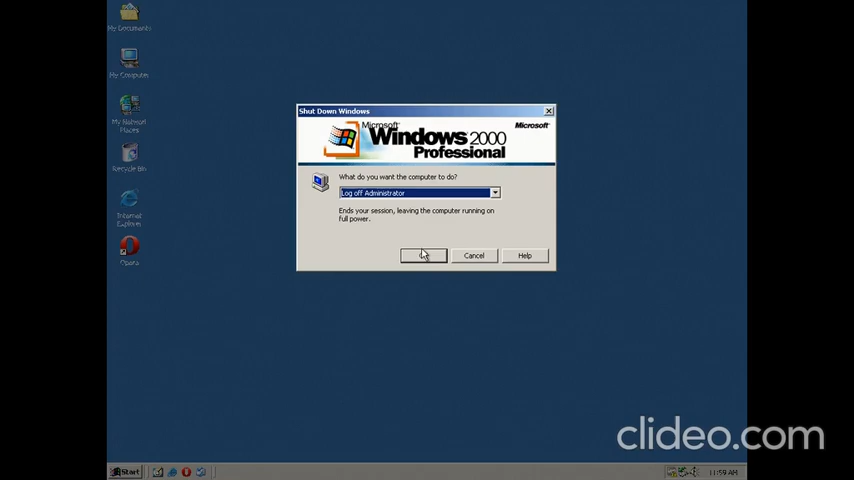 My Documents
My Computer
My Network
Places
Recycle Bin
Internet
Explorer
Opera
Shut Down Windows
Microsoft
Windows 2000
Professional
Microsoft
What do you want the computer to do?
Log off Administrator
Ends your session, leaving the computer running on
full power.
Cancel
Help
clideo.com
Start
11:59 AM